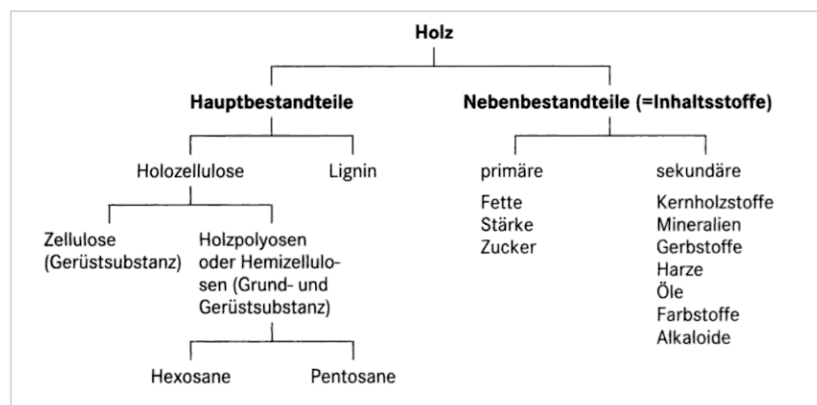 Holz
Hauptbestandteile
Nebenbestandteile (=Inhaltsstoffe)
Holozellulose
Lignin
primäre
sekundäre
Zellulose
(Gerüstsubstanz)
Holzpolyosen
oder Hemizellulo-
sen (Grund- und
Gerüstsubstanz)
Hexosane
Pentosane
Fette
Stärke
Zucker
Kernholzstoffe
Mineralien
Gerbstoffe
Harze
Öle
Farbstoffe
Alkaloide